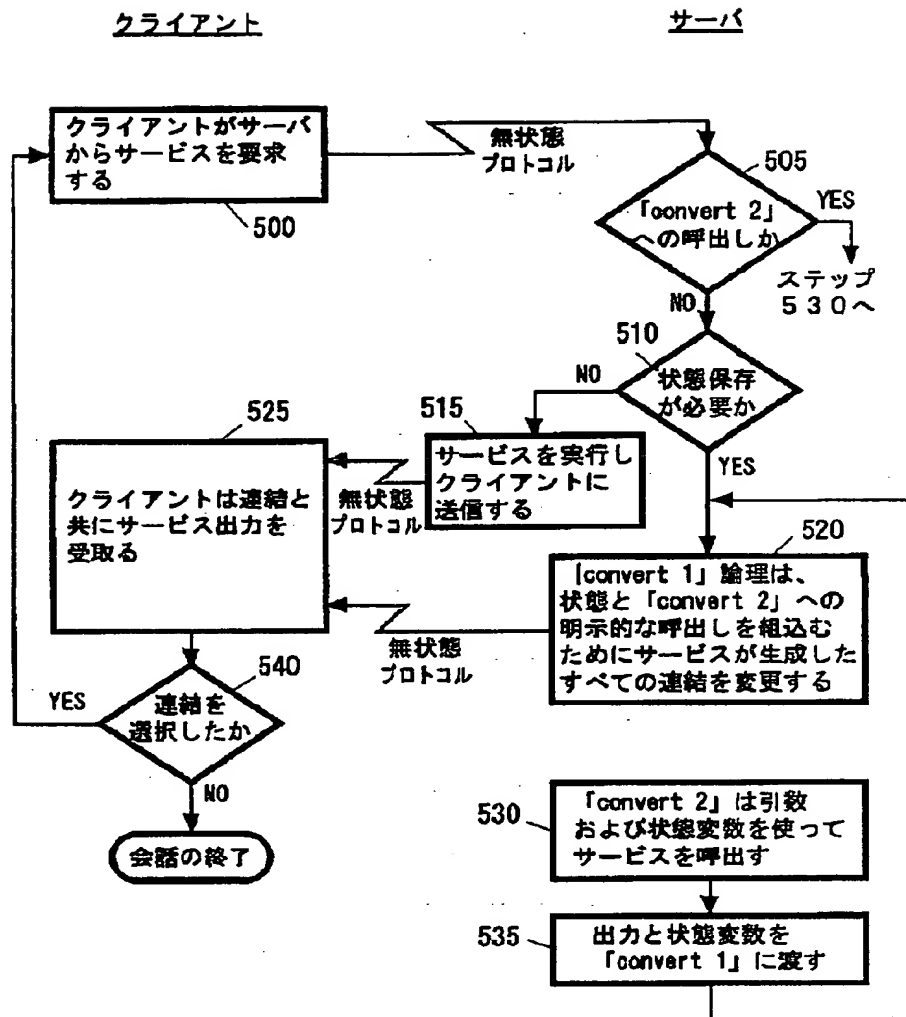 クライアント
サーバ
クライアントがサーバ
からサービスを要求
する
500
無状態
プロトコル
505
「convert 2」
への呼出しか
YES
ステップ
530へ
NO
510
状態保存
が必要か
NO
YES
515
サービスを実行し
クライアントに
送信する
無状態
プロトコル
525
クライアントは連結と
共にサービス出力を
受取る
520
「convert 1」論理は、
状態と「convert 2」への
明示的な呼出しを組込む
ためにサービスが生成した
すべての連結を変更する
無状態
プロトコル
540
連結を
選択したか
YES
NO
会話の終了
530
「convert 2」は引数
および状態変数を使って
サービスを呼出す
535
出力と状態変数を
「convert 1」に渡す